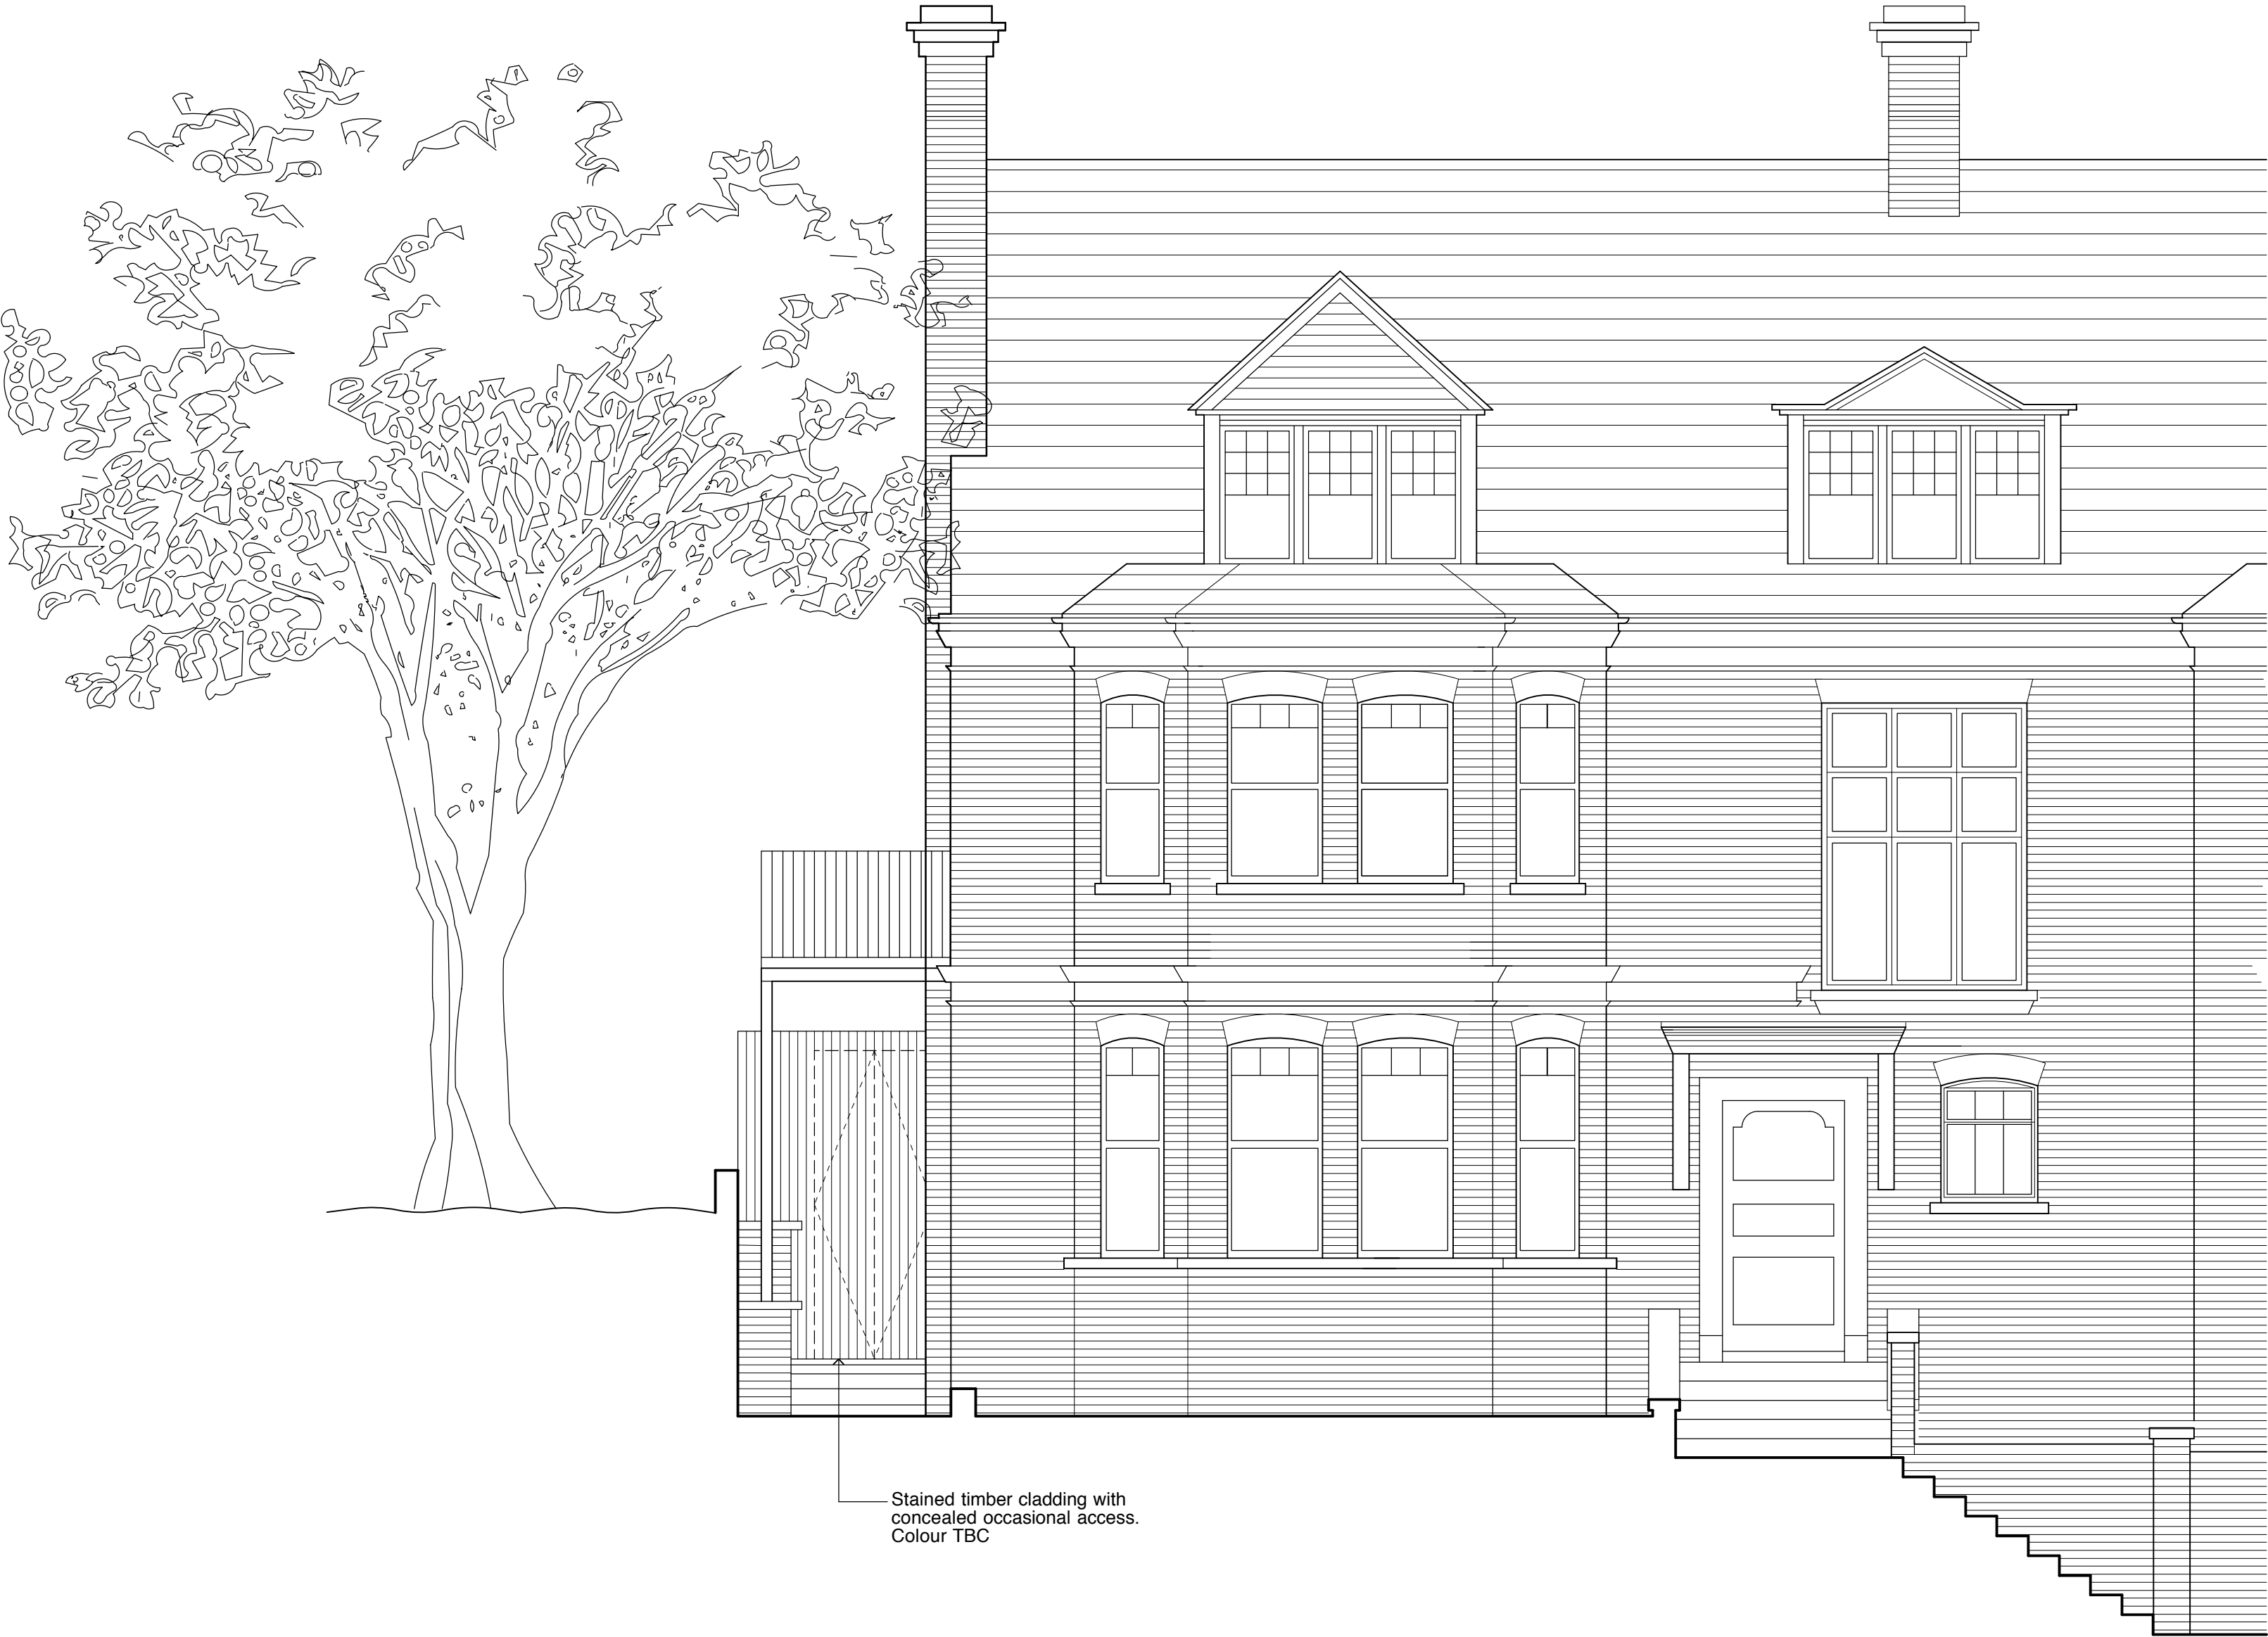 Stained timber cladding with
concealed occasional access.
Colour TBC